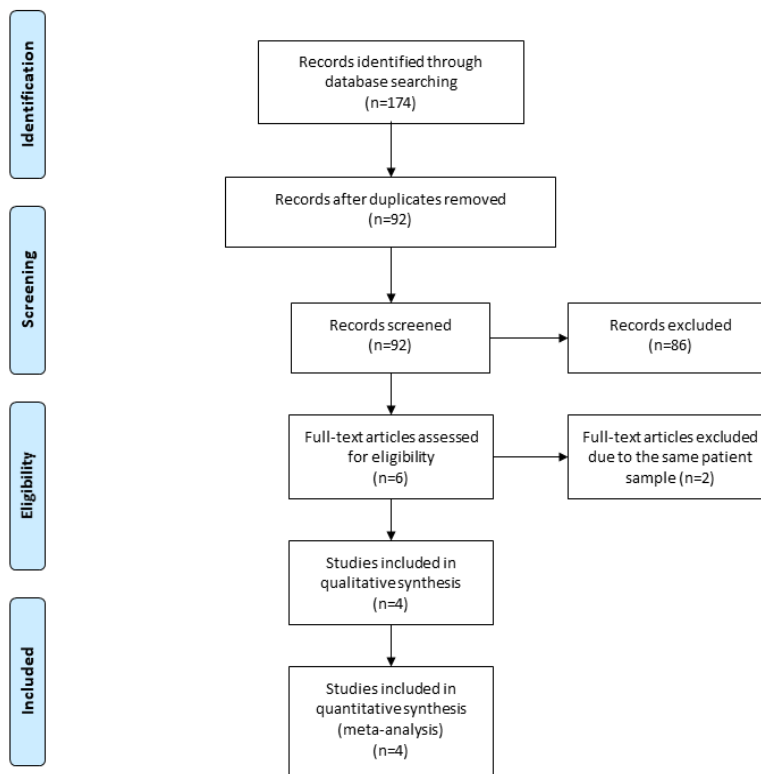 Identification
Records identified through
database searching
(n=174)
Records after duplicates removed
(n=92)
Screening
Records screened
(n=92)
Records excluded
(n=86)
Eligibility
Full-text articles assessed
for eligibility
(n=6)
Full-text articles excluded
due to the same patient
sample (n=2)
Studies included in
qualitative synthesis
(n=4)
Included
Studies included in
quantitative synthesis
(meta-analysis)
(n=4)